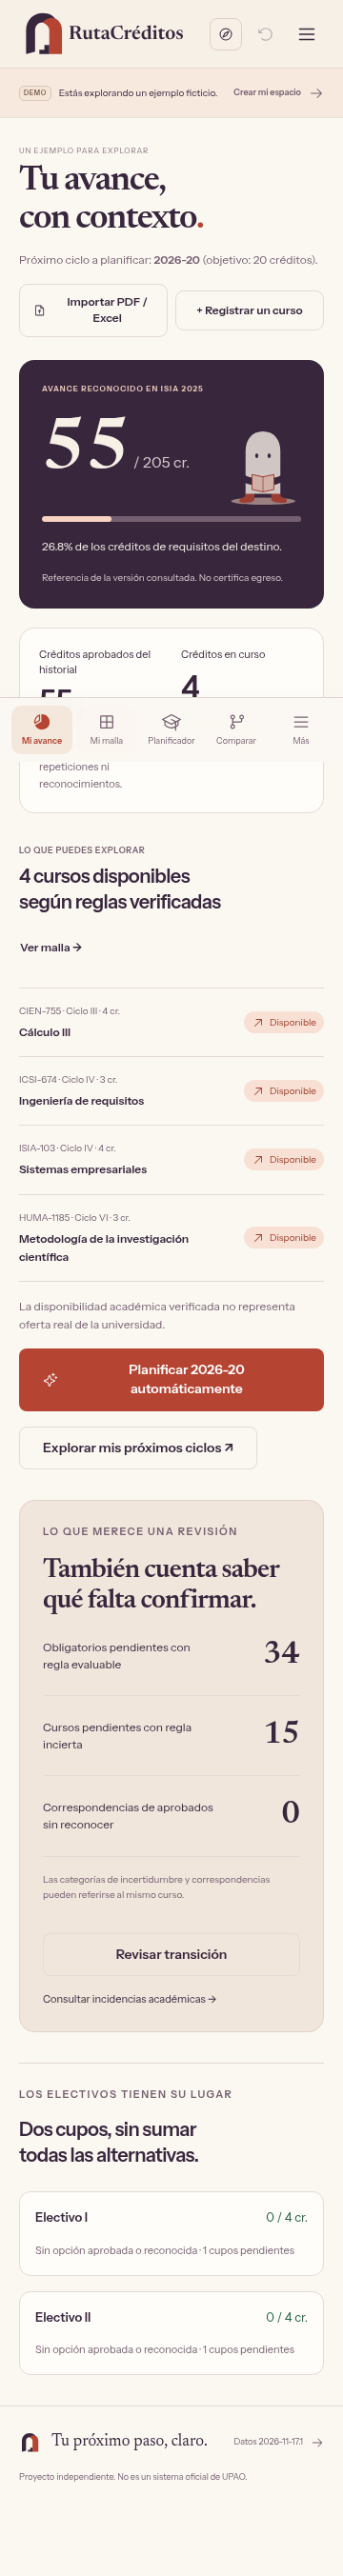 RutaCréditos
DEMO Estás explorando un ejemplo ficticio. Crear mi espacio →
UN EJEMPLO PARA EXPLORAR
Tu avance,
con contexto.
Próximo ciclo a planificar: 2026-20 (objetivo: 20 créditos).
Importar PDF /
Excel
+ Registrar un curso
AVANCE RECONOCIDO EN ISIA 2025
55 / 205 cr.
26.8% de los créditos de requisitos del destino.
Referencia de la versión consultada. No certifica egreso.
Créditos aprobados del
historial
55
Créditos en curso
4
Mi avance
Mi malla
Planificador
Comparar
Más
repeticiones ni
reconocimientos.
LO QUE PUEDES EXPLORAR
4 cursos disponibles
según reglas verificadas
Ver malla →
CIEN-755 · Ciclo III · 4 cr.
Cálculo III
Disponible
ICSI-674 · Ciclo IV · 3 cr.
Ingeniería de requisitos
Disponible
ISIA-103 · Ciclo IV · 4 cr.
Sistemas empresariales
Disponible
HUMA-1185 · Ciclo VI · 3 cr.
Metodología de la investigación
científica
Disponible
La disponibilidad académica verificada no representa
oferta real de la universidad.
Planificar 2026-20
automáticamente
Explorar mis próximos ciclos ↗
LO QUE MERECE UNA REVISIÓN
También cuenta saber
qué falta confirmar.
Obligatorios pendientes con
regla evaluable
34
Cursos pendientes con regla
incierta
15
Correspondencias de aprobados
sin reconocer
0
Las categorías de incertidumbre y correspondencias
pueden referirse al mismo curso.
Revisar transición
Consultar incidencias académicas →
LOS ELECTIVOS TIENEN SU LUGAR
Dos cupos, sin sumar
todas las alternativas.
Electivo I 0 / 4 cr.
Sin opción aprobada o reconocida · 1 cupos pendientes
Electivo II 0 / 4 cr.
Sin opción aprobada o reconocida · 1 cupos pendientes
Tu próximo paso, claro. Datos 2026-11-17.1 →
Proyecto independiente. No es un sistema oficial de UPAO.